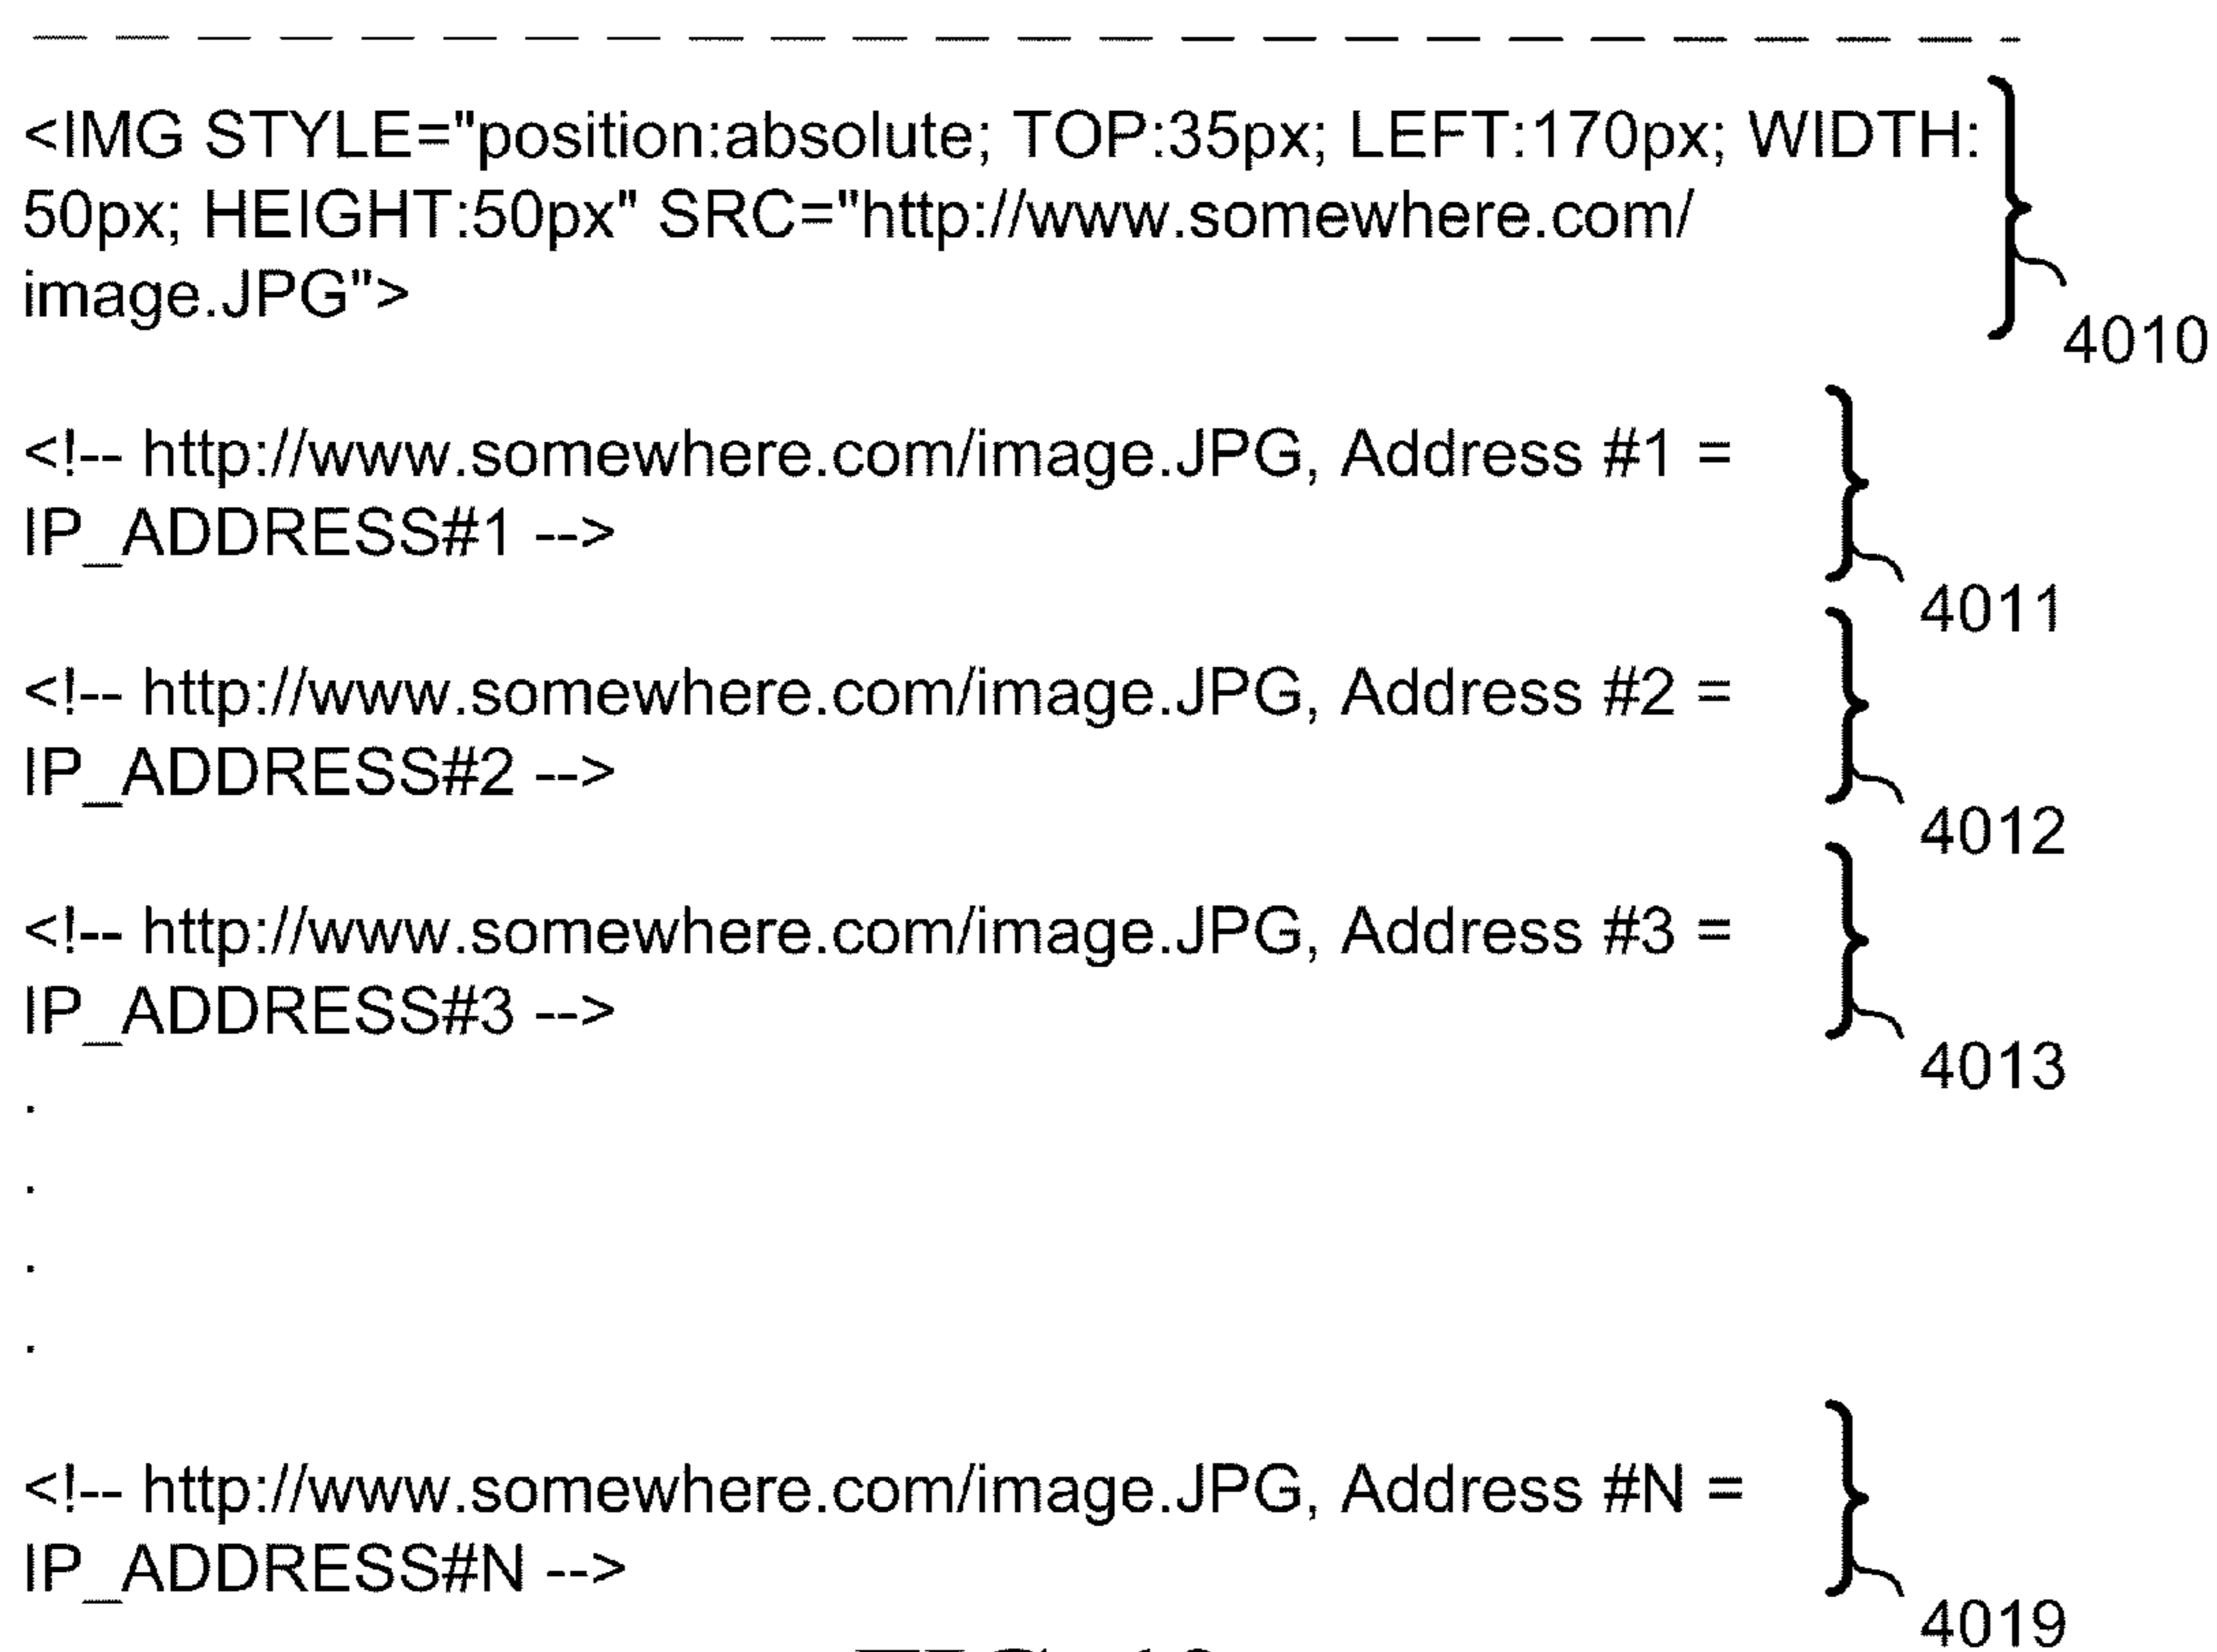 <IMG STYLE="position:absolute; TOP:35px; LEFT:170px; WIDTH:
50px; HEIGHT:50px" SRC="http://www.somewhere.com/
image.JPG">
4010
<!-- http://www.somewhere.com/image.JPG, Address #1 =
IP_ADDRESS#1 -->
4011
<!-- http://www.somewhere.com/image.JPG, Address #2 =
IP_ADDRESS#2 -->
4012
<!-- http://www.somewhere.com/image.JPG, Address #3 =
IP_ADDRESS#3 -->
4013
.
.
.
.
<!-- http://www.somewhere.com/image.JPG, Address #N =
IP_ADDRESS#N -->
4019